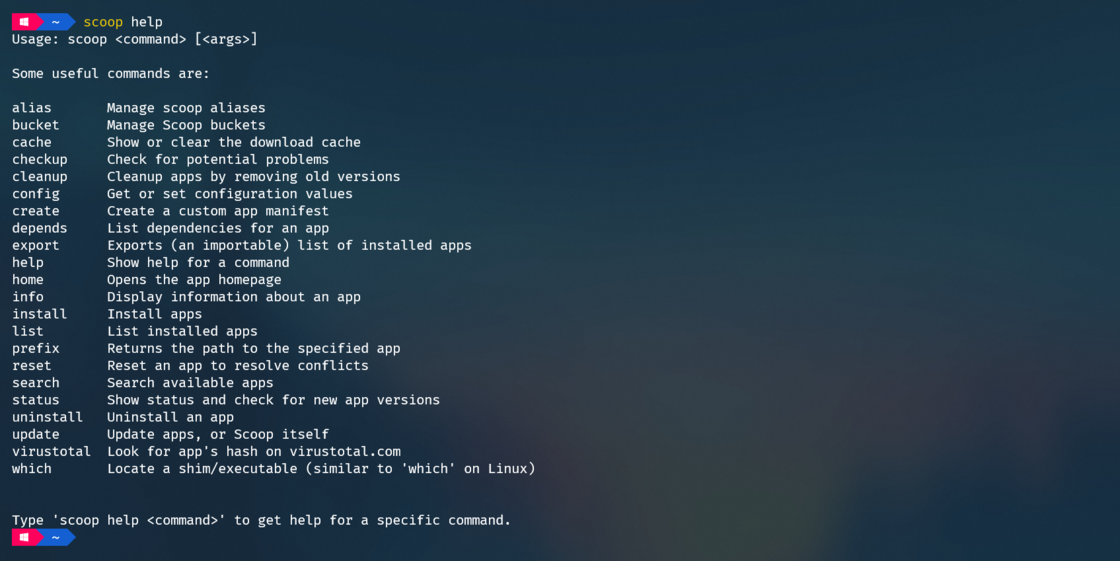 ~ scoop help
Usage: scoop <command> [<args>]
Some useful commands are:
alias Manage scoop aliases
bucket Manage Scoop buckets
cache Show or clear the download cache
checkup Check for potential problems
cleanup Cleanup apps by removing old versions
config Get or set configuration values
create Create a custom app manifest
depends List dependencies for an app
export Exports (an importable) list of installed apps
help Show help for a command
home Opens the app homepage
info Display information about an app
install Install apps
list List installed apps
prefix Returns the path to the specified app
reset Reset an app to resolve conflicts
search Search available apps
status Show status and check for new app versions
uninstall Uninstall an app
update Update apps, or Scoop itself
virustotal Look for app's hash on virustotal.com
which Locate a shim/executable (similar to 'which' on Linux)
Type 'scoop help <command>' to get help for a specific command.
~